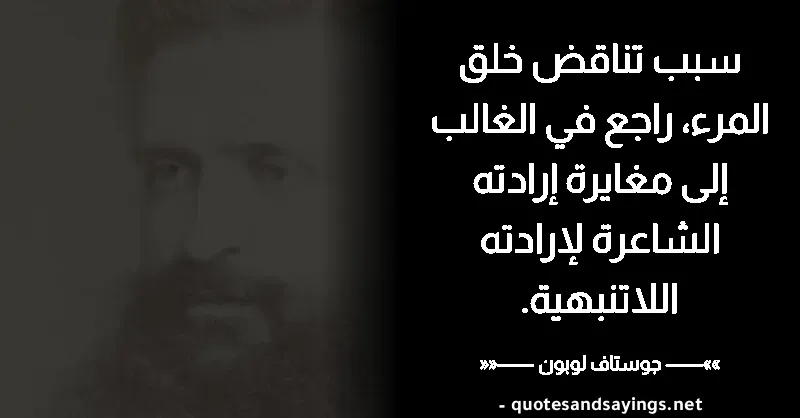 سبب تناقض خلق
المرء، راجع في الغالب
إلى مغايرة إرادته
الشاعرة لإرادته
اللاتنبهية.
»»—— جوستاف لوبون ——««
- quotesandsayings.net